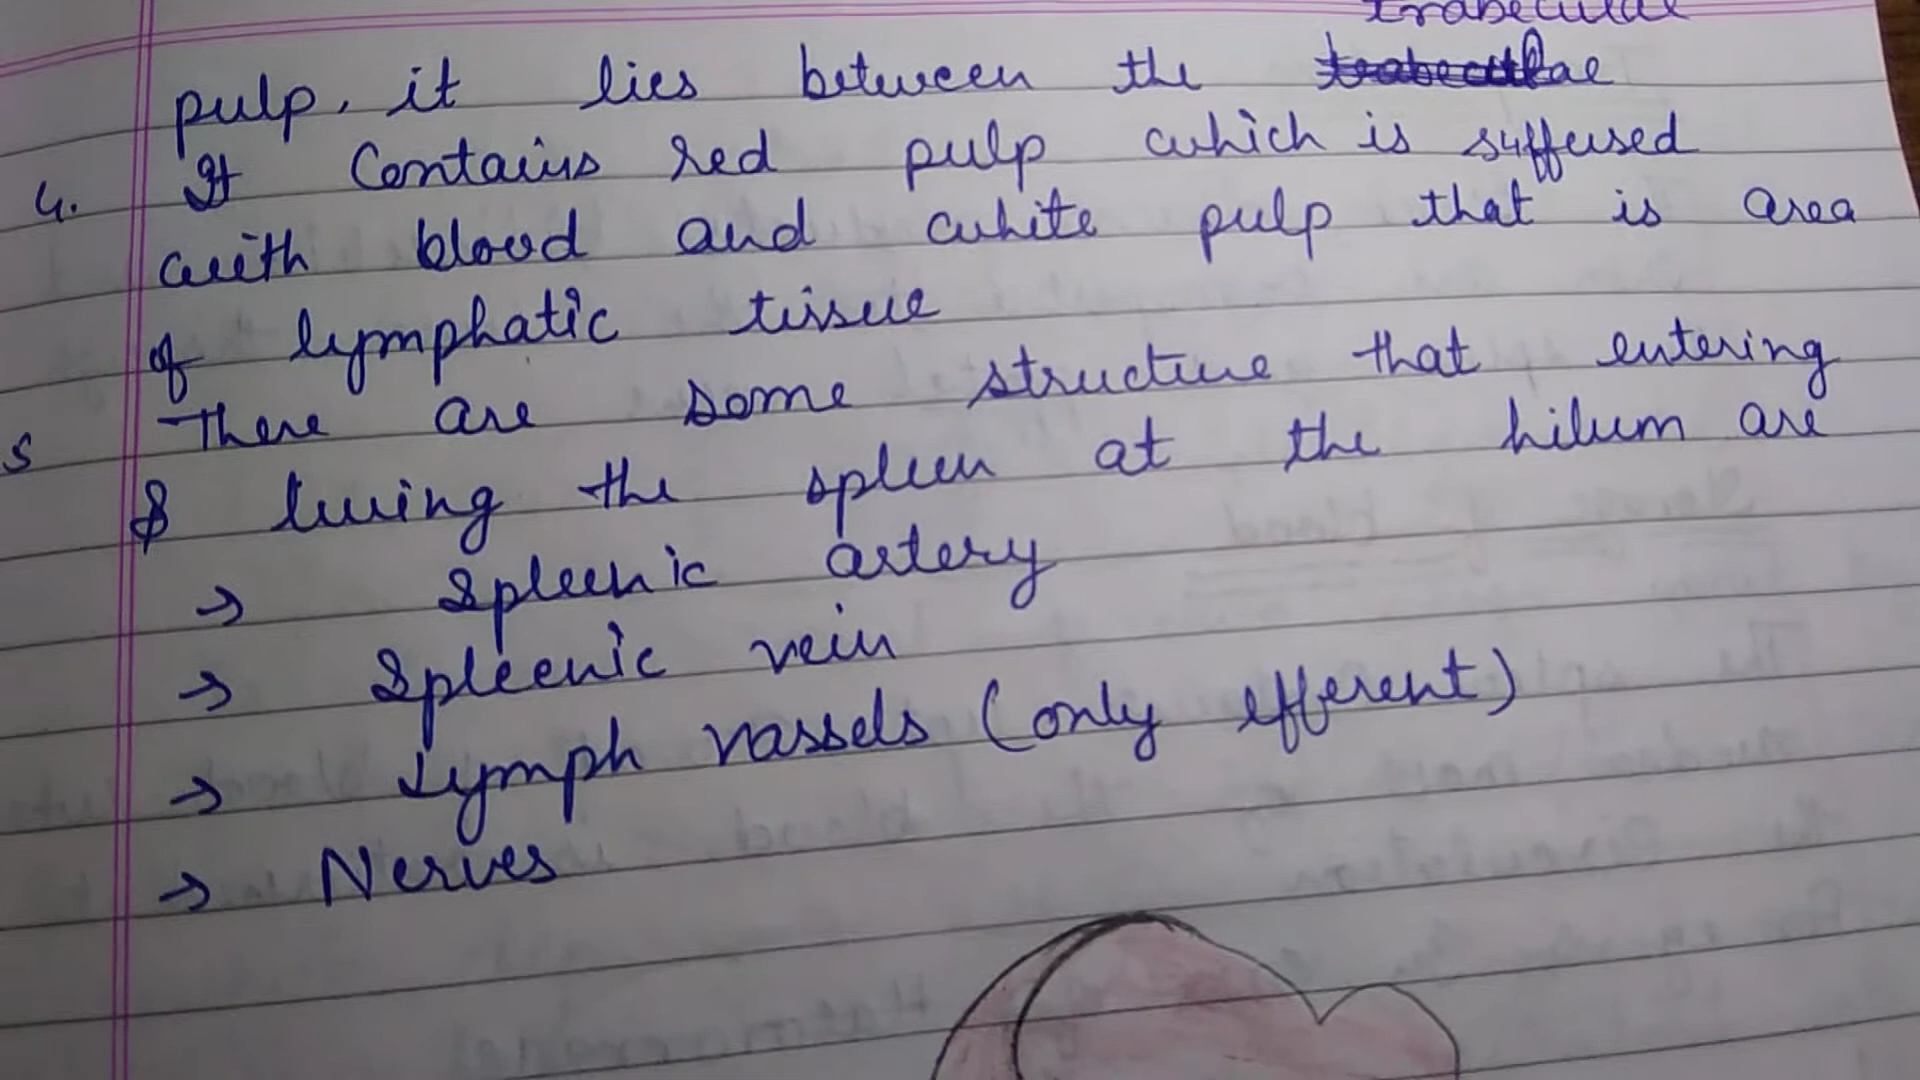 trabeculae
pulp, it lies between the
4. It Contains red pulp which is suffused
with blood and white pulp that is area
of lymphatic tissue
5 There are some structure that entering
& living the spleen at the hilum are
→ Spleenic artery
→ Spleenic vein
→ Lymph vassels (only efferent)
→ Nerves